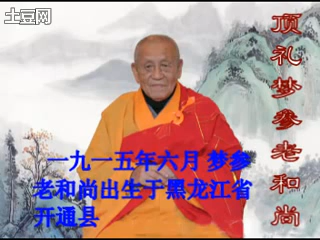 土豆网
顶礼梦参老和尚
一九一五年六月 梦参
老和尚出生于黑龙江省
开通县